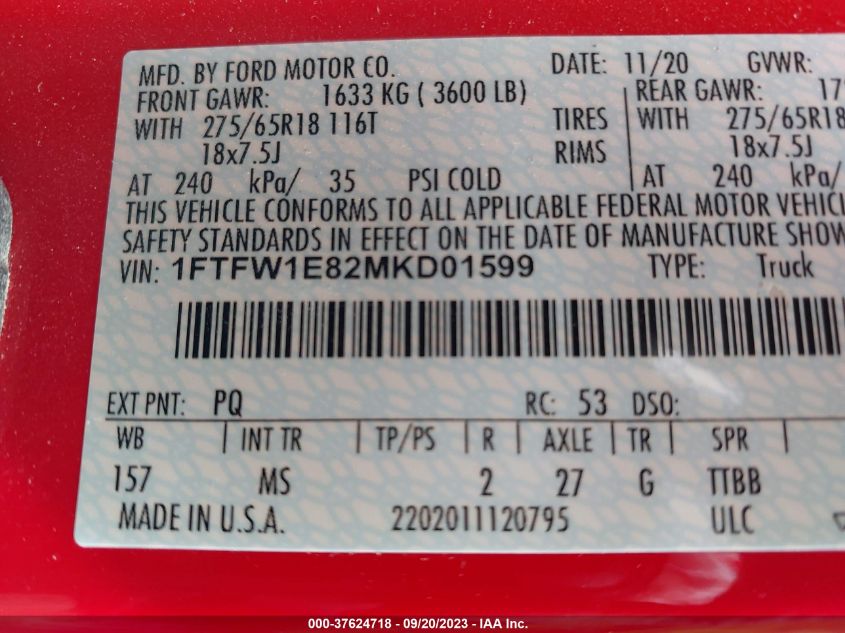 MFD. BY FORD MOTOR CO. DATE: 11/20 GVWR:
FRONT GAWR: 1633 KG ( 3600 LB) REAR GAWR: 17
WITH 275/65R18 116T TIRES WITH 275/65R18
18x7.5J RIMS 18x7.5J
AT 240 kPa/ 35 PSI COLD AT 240 kPa/
THIS VEHICLE CONFORMS TO ALL APPLICABLE FEDERAL MOTOR VEHICL
SAFETY STANDARDS IN EFFECT ON THE DATE OF MANUFACTURE SHOW
VIN: 1FTFW1E82MKD01599 TYPE: Truck
EXT PNT: PQ RC: 53 DSO:
WB INT TR TP/PS R AXLE TR SPR
157 MS 2 27 G TTBB
MADE IN U.S.A. 2202011120795 ULC
000-37624718 - 09/20/2023 - IAA Inc.